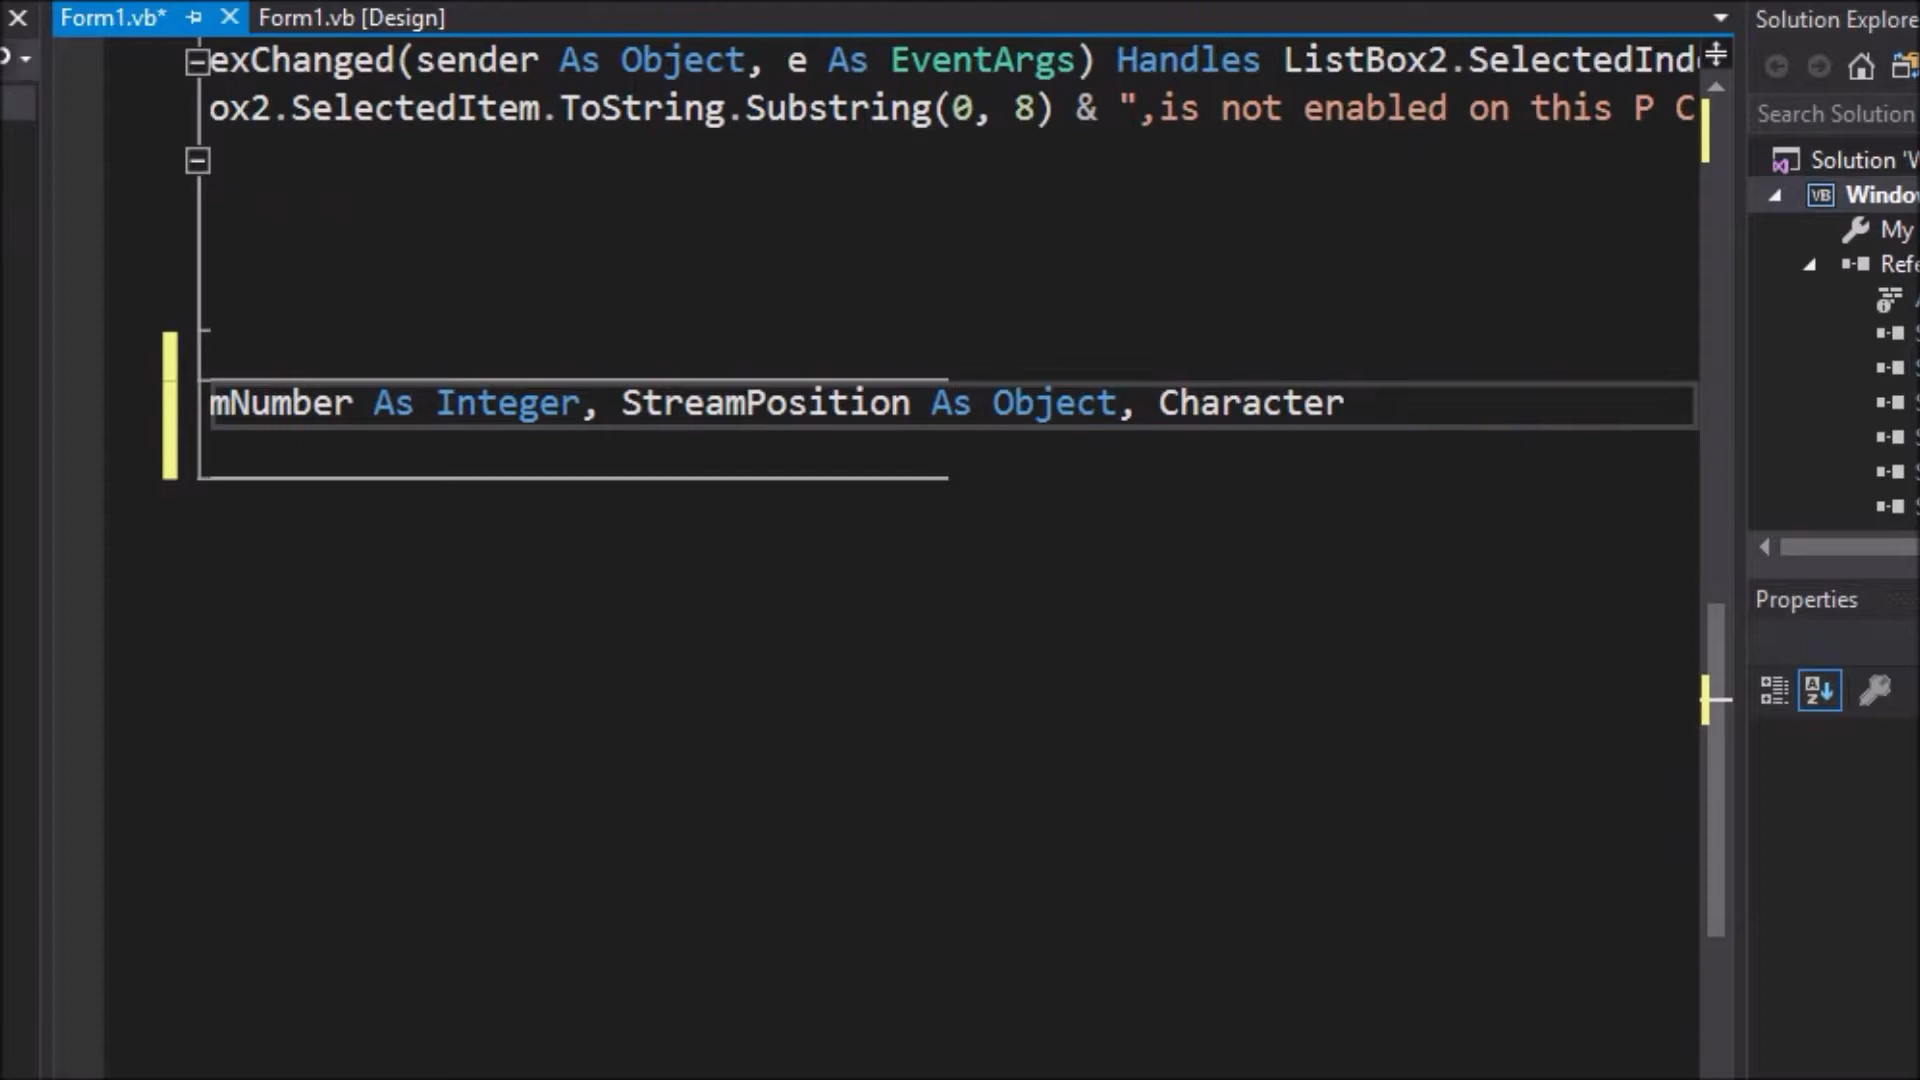 Form1.vb*
Form1.vb [Design]
exChanged(sender As Object, e As EventArgs) Handles ListBox2.SelectedInd
ox2.SelectedItem.ToString.Substring(0, 8) & ",is not enabled on this P C
mNumber As Integer, StreamPosition As Object, Character
Solution Explore
Search Solution
Solution 'W
Windo
My
Refe
Properties